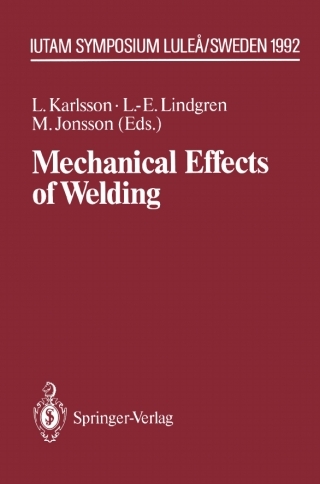 IUTAM SYMPOSIUM LULEÅ/SWEDEN 1992
L. Karlsson · L.-E. Lindgren
M. Jonsson (Eds.)
Mechanical Effects
of Welding
Springer-Verlag